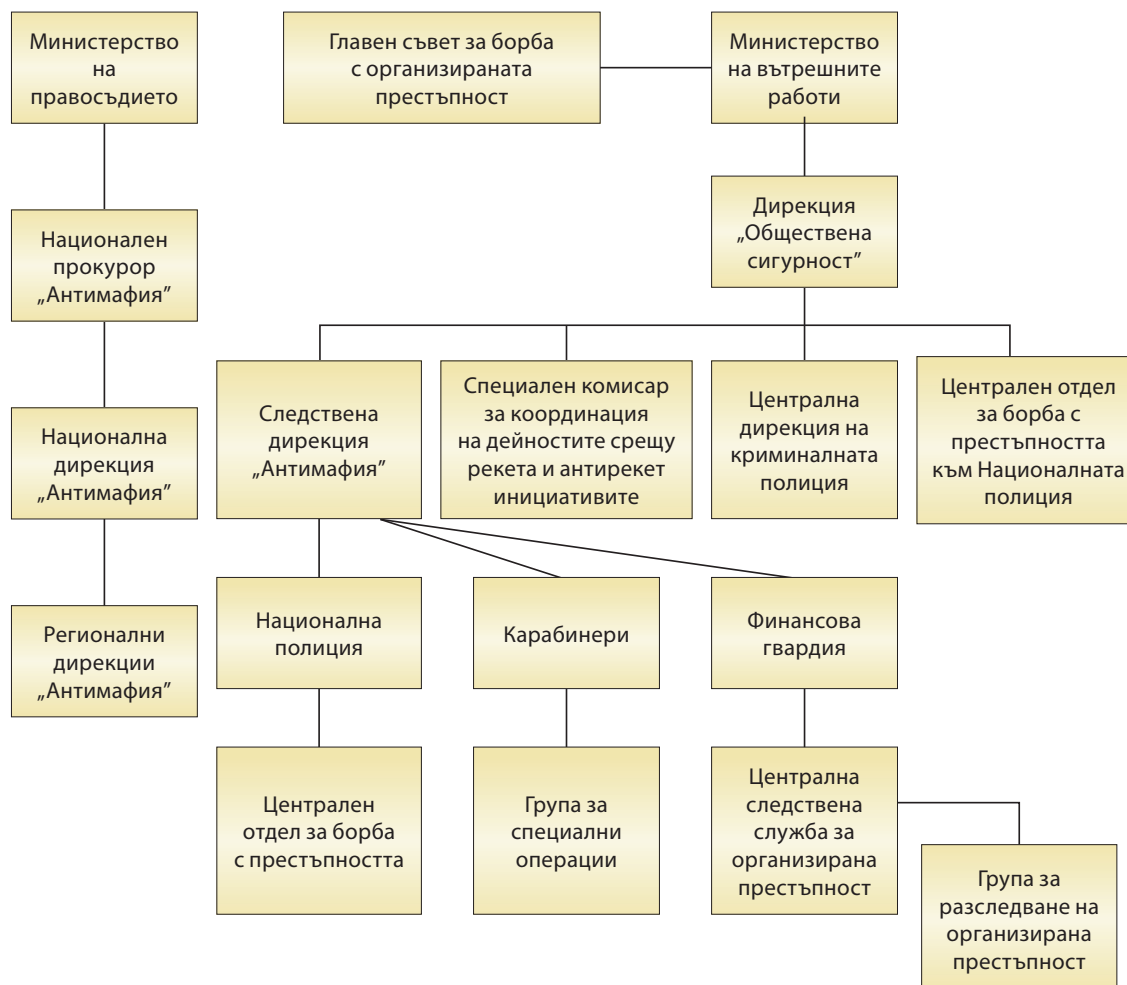 Министерство
на
правосъдието
Главен съвет за борба
с организираната
престъпност
Министерство
на вътрешните
работи
Национален
прокурор
„Антимафия”
Дирекция
„Обществена
сигурност”
Национална
дирекция
„Антимафия”
Следствена
дирекция
„Антимафия”
Специален комисар
за координация
на дейностите срещу
рекета и антирекет
инициативите
Централна
дирекция на
криминалната
полиция
Централен отдел
за борба с
престъпността
към Националната
полиция
Регионални
дирекции
„Антимафия”
Национална
полиция
Карабинери
Финансова
гвардия
Централен
отдел за борба
с престъпността
Група за
специални
операции
Централна
следствена
служба за
организирана
престъпност
Група за
разследване на
организирана
престъпност